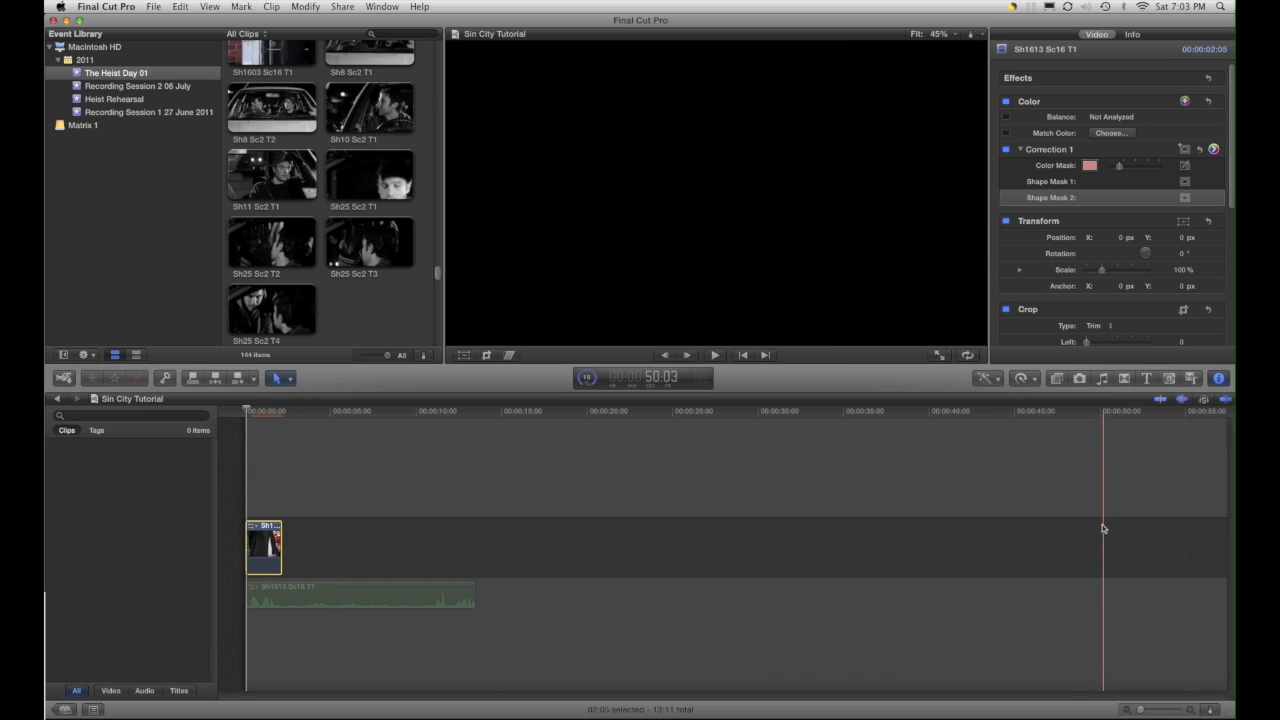 Final Cut Pro File Edit View Mark Clip Modify Share Window Help Sat 7:03 PM
Final Cut Pro
Event Library
Macintosh HD
2011
The Heist Day 01
Recording Session 2 06 July
Heist Rehearsal
Recording Session 1 27 June 2011
Matrix 1
All Clips
Sh1603 Sc16 T1 Sh8 Sc2 T1
Sh8 Sc2 T2 Sh10 Sc2 T1
Sh11 Sc2 T1 Sh25 Sc2 T1
Sh25 Sc2 T2 Sh25 Sc2 T3
Sh25 Sc2 T4
144 items All
Sin City Tutorial Fit: 45%
Video Info
Sh1613 Sc16 T1 00:00:02:05
Effects
Color
Balance: Not Analyzed
Match Color: Choose...
Correction 1
Color Mask:
Shape Mask 1:
Shape Mask 2:
Transform
Position: X: 0 px Y: 0 px
Rotation: 0 °
Scale: 100 %
Anchor: X: 0 px Y: 0 px
Crop
Type: Trim
Left: 0
50:03
Sin City Tutorial
Clips Tags 0 items
00:00:00:00 00:00:05:00 00:00:10:00 00:00:15:00 00:00:20:00 00:00:25:00 00:00:30:00 00:00:35:00 00:00:40:00 00:00:45:00 00:00:50:00 00:00:55:00
Sh1...
Sh1613 Sc16 T1
All Video Audio Titles
02:05 selected - 13:11 total